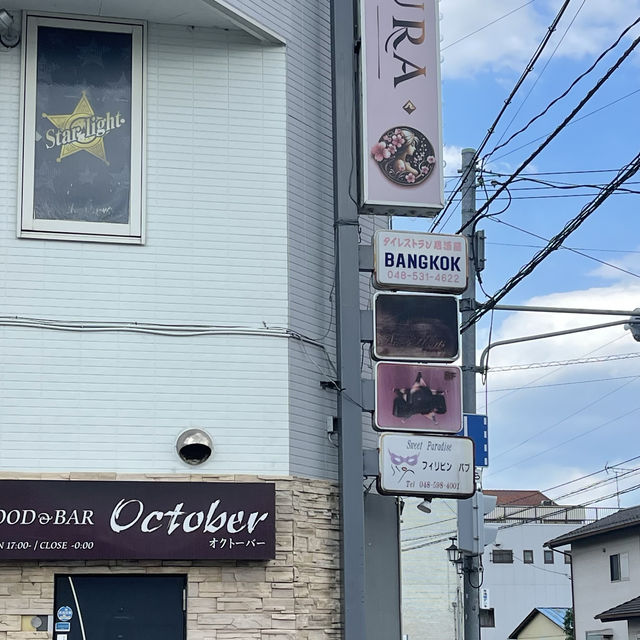 Star light
URA
タイレストラン居酒屋
BANGKOK
048-531-4622
Sweet Paradise
フィリピン パブ
Tel 048-598-4001
OOD & BAR October
オクトーバー
N 17:00- / CLOSE -0:00